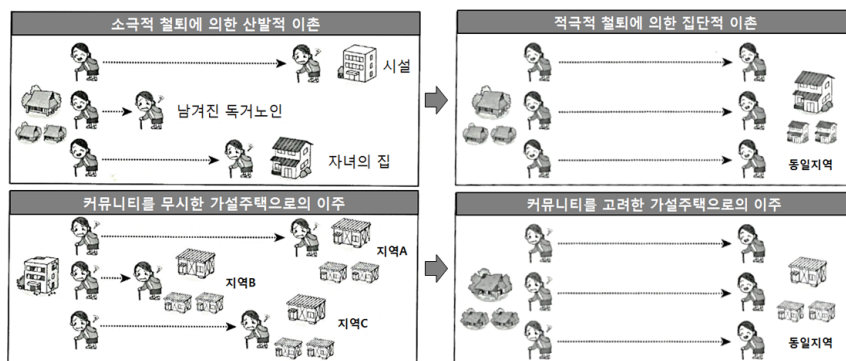 소극적 철퇴에 의한 산발적 이촌
시설
남겨진 독거노인
자녀의 집
적극적 철퇴에 의한 집단적 이촌
동일지역
커뮤니티를 무시한 가설주택으로의 이주
지역A
지역B
지역C
커뮤니티를 고려한 가설주택으로의 이주
동일지역